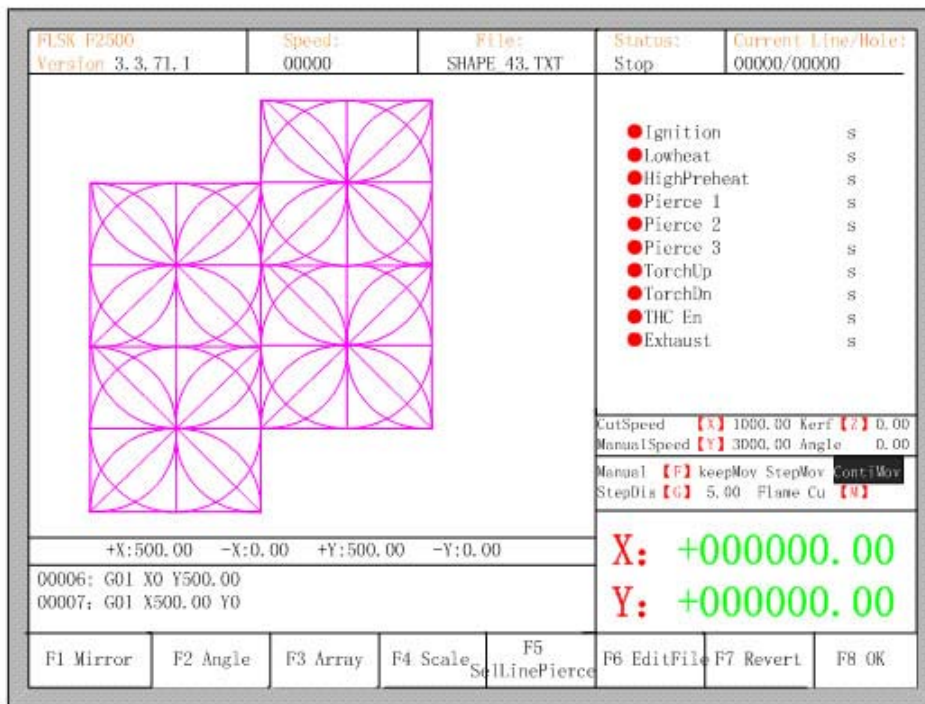 FLSK F2500 Speed: File: Status: Current Line/Hole:
Version 3.3.71.1 00000 SHAPE 43.TXT Stop 00000/00000
Ignition s
Lowheat s
HighPreheat s
Pierce 1 s
Pierce 2 s
Pierce 3 s
TorchUp s
TorchDn s
THC En s
Exhaust s
CutSpeed 【X】 1000.00 Kerf 【Z】 0.00
ManualSpeed 【Y】 3000.00 Angle 0.00
Manual 【F】 keepMov StepMov ContiMov
StepDis 【G】 5.00 Flame Cu 【M】
+X:500.00 -X:0.00 +Y:500.00 -Y:0.00
00006: G01 X0 Y500.00
00007: G01 X500.00 Y0
X: +000000.00
Y: +000000.00
F1 Mirror F2 Angle F3 Array F4 Scale F5 SelLinePierce F6 EditFile F7 Revert F8 OK